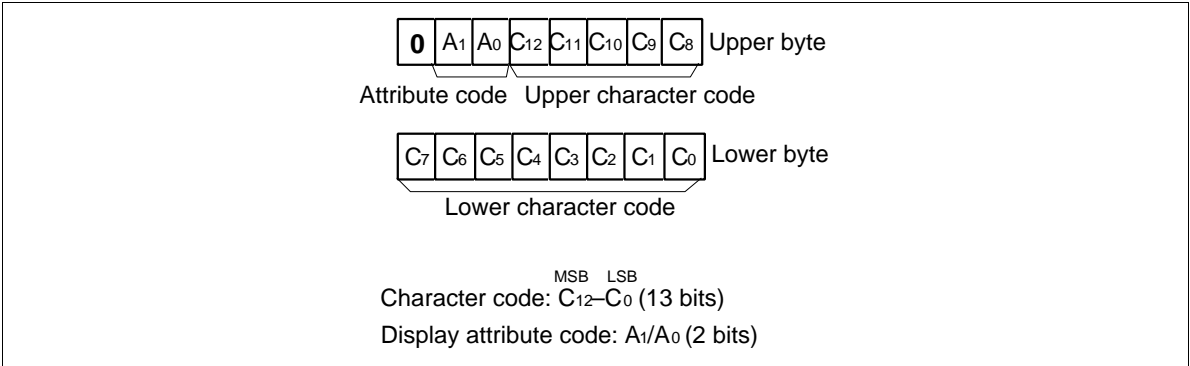 0 A1 A0 C12 C11 C10 C9 C8 Upper byte
Attribute code Upper character code
C7 C6 C5 C4 C3 C2 C1 C0 Lower byte
Lower character code
MSB LSB
Character code: C12–C0 (13 bits)
Display attribute code: A1/A0 (2 bits)